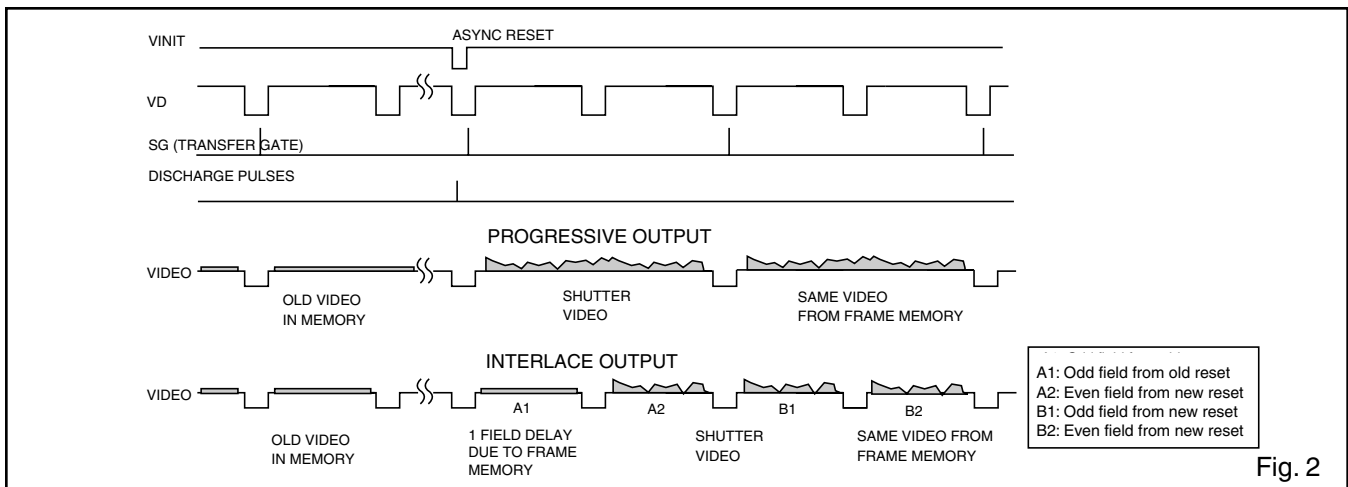 VINIT
ASYNC RESET
VD
SG (TRANSFER GATE)
DISCHARGE PULSES
PROGRESSIVE OUTPUT
VIDEO
OLD VIDEO
IN MEMORY
SHUTTER
VIDEO
SAME VIDEO
FROM FRAME MEMORY
INTERLACE OUTPUT
VIDEO
A1
A2
B1
B2
OLD VIDEO
IN MEMORY
1 FIELD DELAY
DUE TO FRAME
MEMORY
SHUTTER
VIDEO
SAME VIDEO FROM
FRAME MEMORY
A1: Odd field from old reset
A2: Even field from new reset
B1: Odd field from new reset
B2: Even field from new reset
Fig. 2